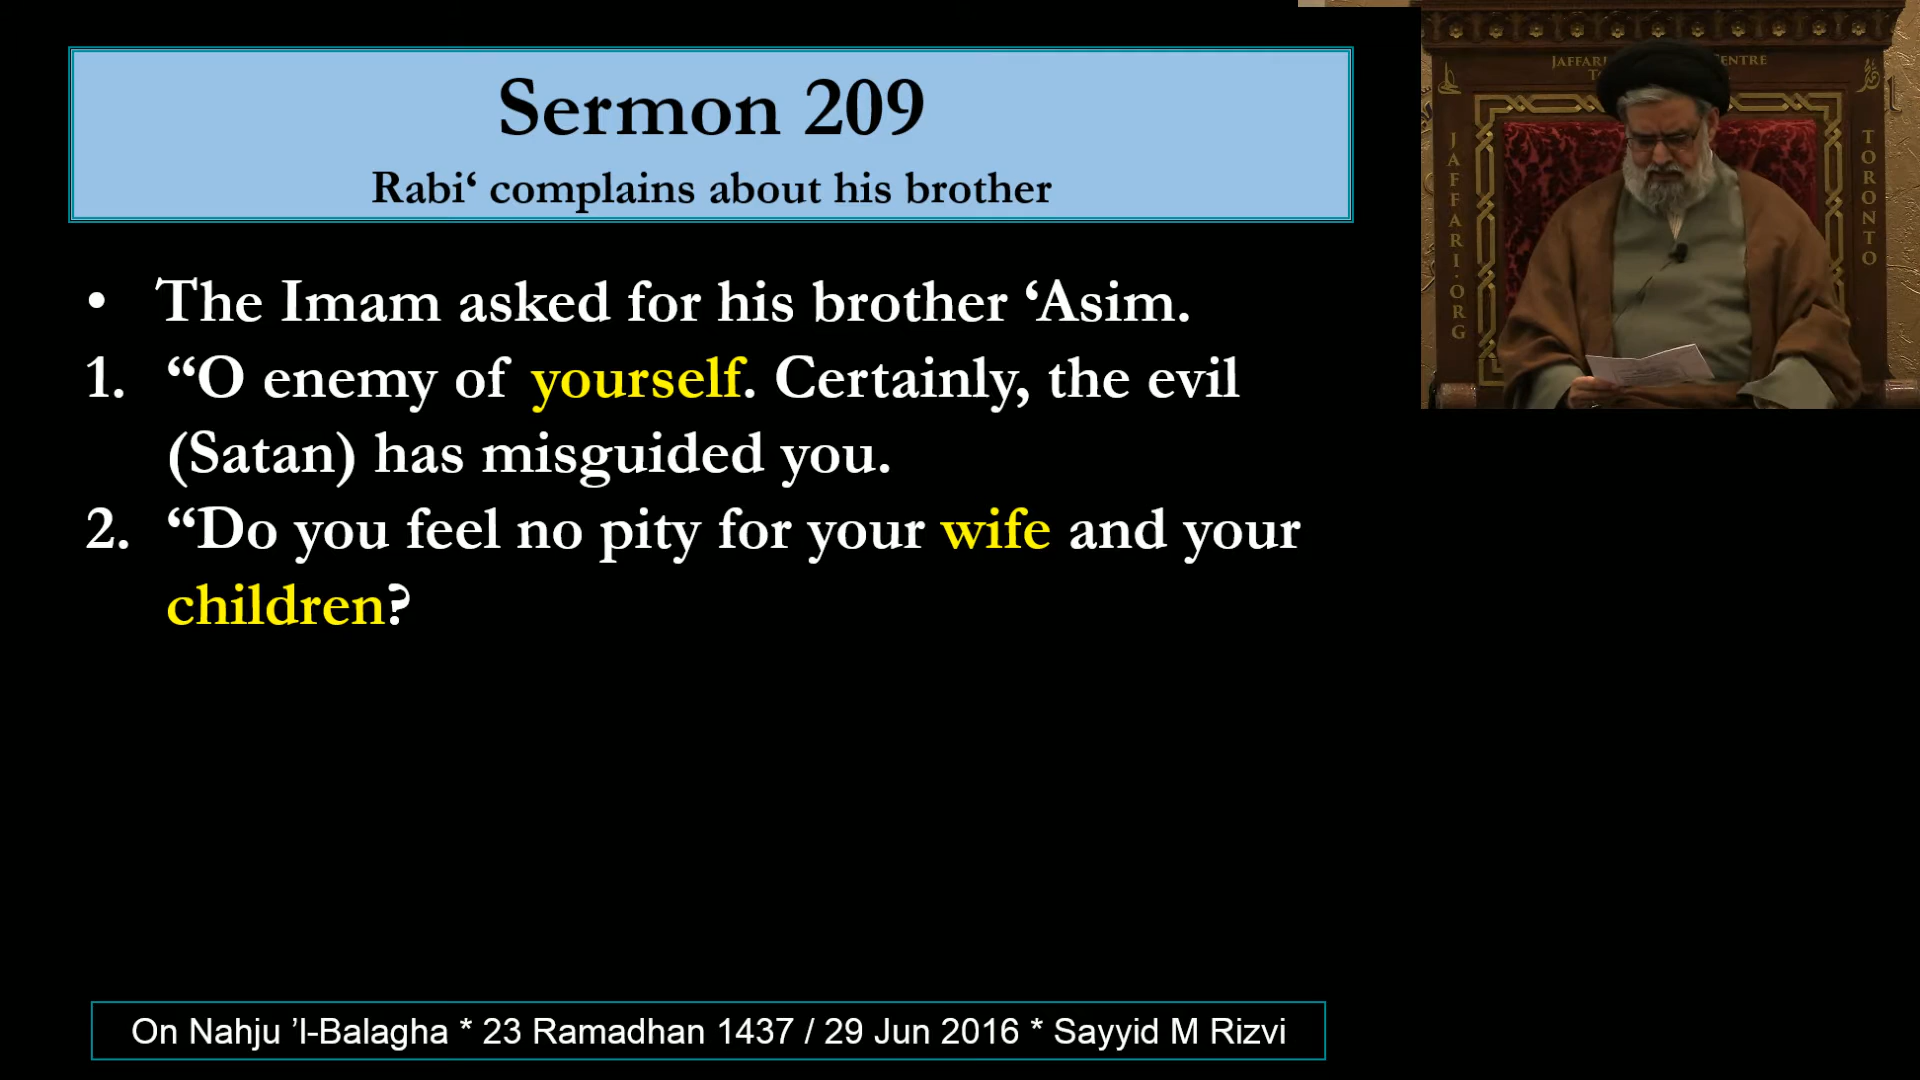 Sermon 209
Rabi‘ complains about his brother
• The Imam asked for his brother ‘Asim.
1. “O enemy of yourself. Certainly, the evil
(Satan) has misguided you.
2. “Do you feel no pity for your wife and your
children?
On Nahju ’l-Balagha * 23 Ramadhan 1437 / 29 Jun 2016 * Sayyid M Rizvi
JAFFARI.ORG
TORONTO